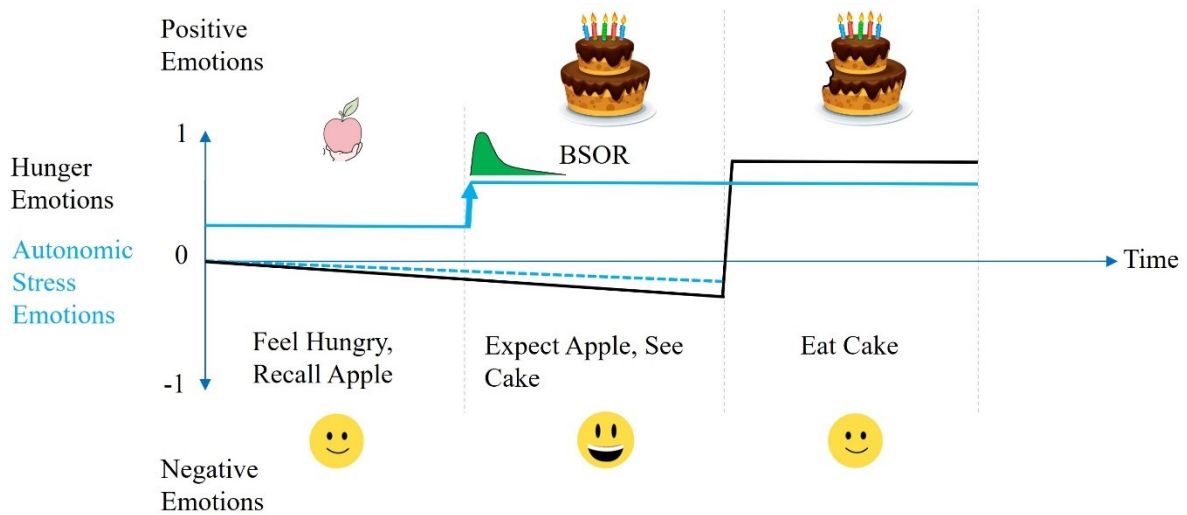 Positive
Emotions
1
BSOR
Hunger
Emotions
0
Autonomic
Stress
Emotions
Time
Feel Hungry,
Recall Apple
Expect Apple, See
Cake
Eat Cake
-1
Negative
Emotions